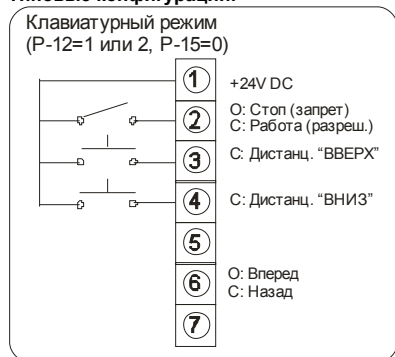 Клавиатурный режим
(P-12=1 или 2, P-15=0)
1 +24V DC
2 О: Стоп (запрет)
С: Работа (разреш.)
3 С: Дистанц. “ВВЕРХ”
4 С: Дистанц. “ВНИЗ”
5
6 О: Вперед
С: Назад
7